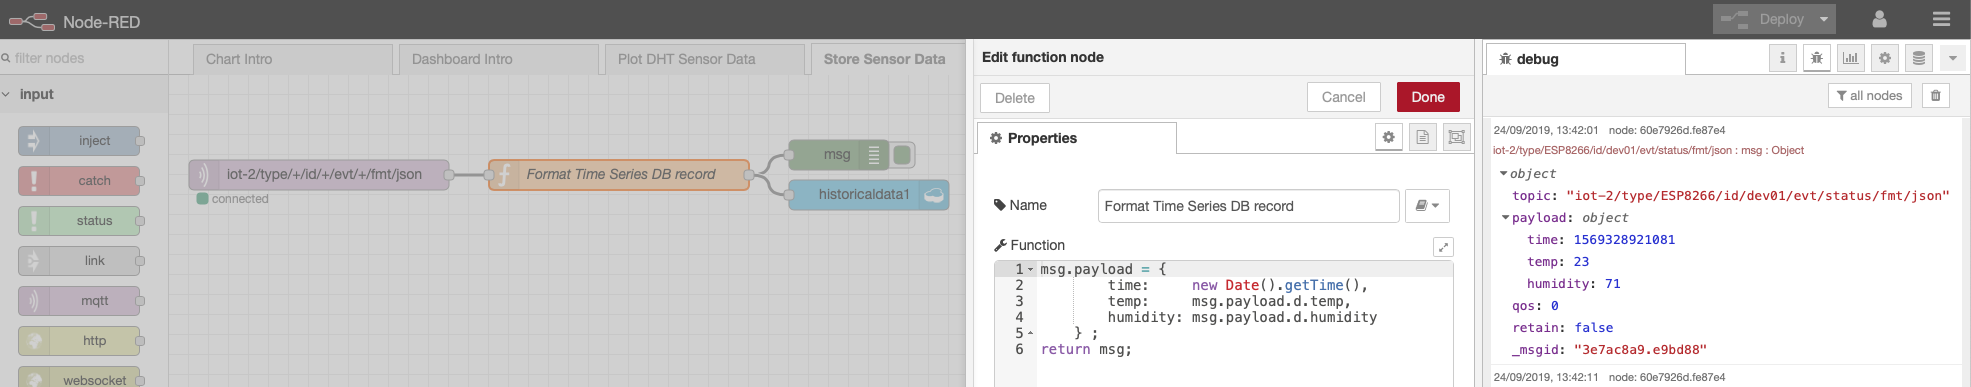 Node-RED
Deploy
filter nodes
input
inject
catch
status
link
mqtt
http
websocket
Chart Intro
Dashboard Intro
Plot DHT Sensor Data
Store Sensor Data
iot-2/type/+/id/+/evt/+/fmt/json
connected
Format Time Series DB record
msg
historicaldata1
Edit function node
Delete
Cancel
Done
Properties
Name
Format Time Series DB record
Function
1 msg.payload = {
2 time: new Date().getTime(),
3 temp: msg.payload.d.temp,
4 humidity: msg.payload.d.humidity
5 } ;
6 return msg;
debug
i
all nodes
24/09/2019, 13:42:01 node: 60e7926d.fe87e4
iot-2/type/ESP8266/id/dev01/evt/status/fmt/json : msg : Object
object
topic: "iot-2/type/ESP8266/id/dev01/evt/status/fmt/json"
payload: object
time: 1569328921081
temp: 23
humidity: 71
qos: 0
retain: false
_msgid: "3e7ac8a9.e9bd88"
24/09/2019, 13:42:11 node: 60e7926d.fe87e4